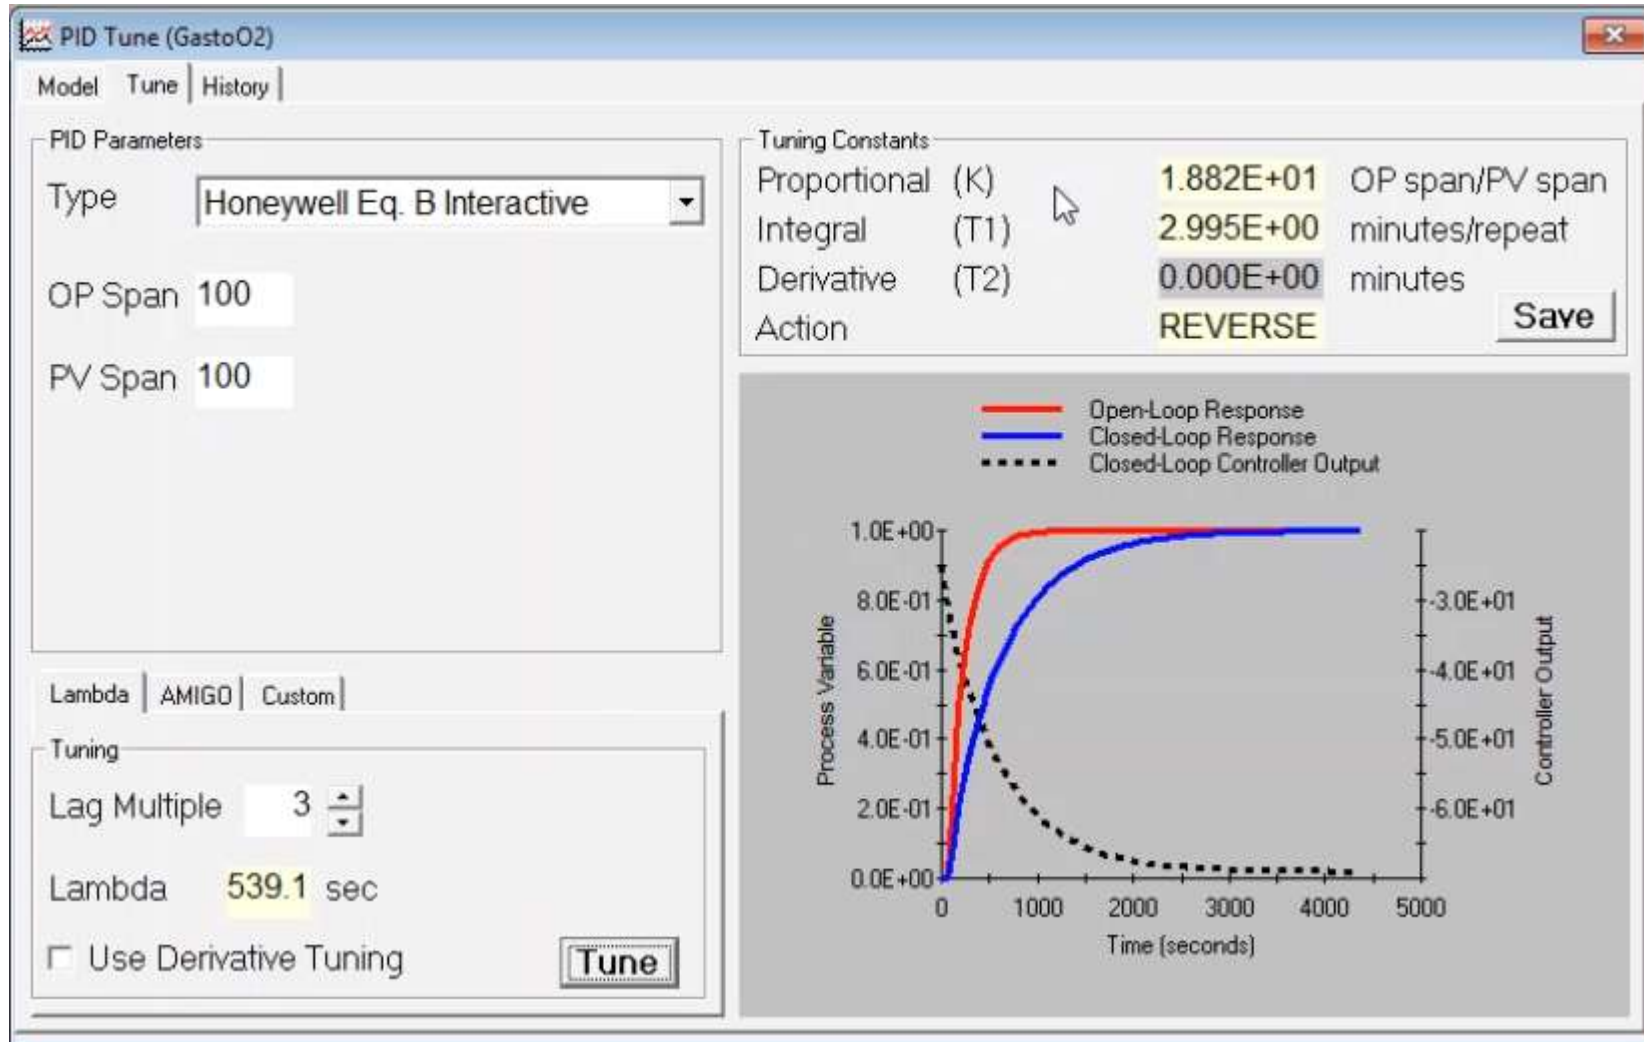 PID Tune (GastoO2)
Model Tune History
PID Parameters
Type Honeywell Eq. B Interactive
OP Span 100
PV Span 100
Tuning Constants
Proportional (K) 1.882E+01 OP span/PV span
Integral (T1) 2.995E+00 minutes/repeat
Derivative (T2) 0.000E+00 minutes
Action REVERSE
Save
Lambda AMIGO Custom
Tuning
Lag Multiple 3
Lambda 539.1 sec
Use Derivative Tuning Tune
Open-Loop Response
Closed-Loop Response
Closed-Loop Controller Output
1.0E+00
8.0E-01 -3.0E+01
6.0E-01 -4.0E+01
4.0E-01 -5.0E+01
2.0E-01 -6.0E+01
0.0E+00
Process Variable
Controller Output
0 1000 2000 3000 4000 5000
Time (seconds)